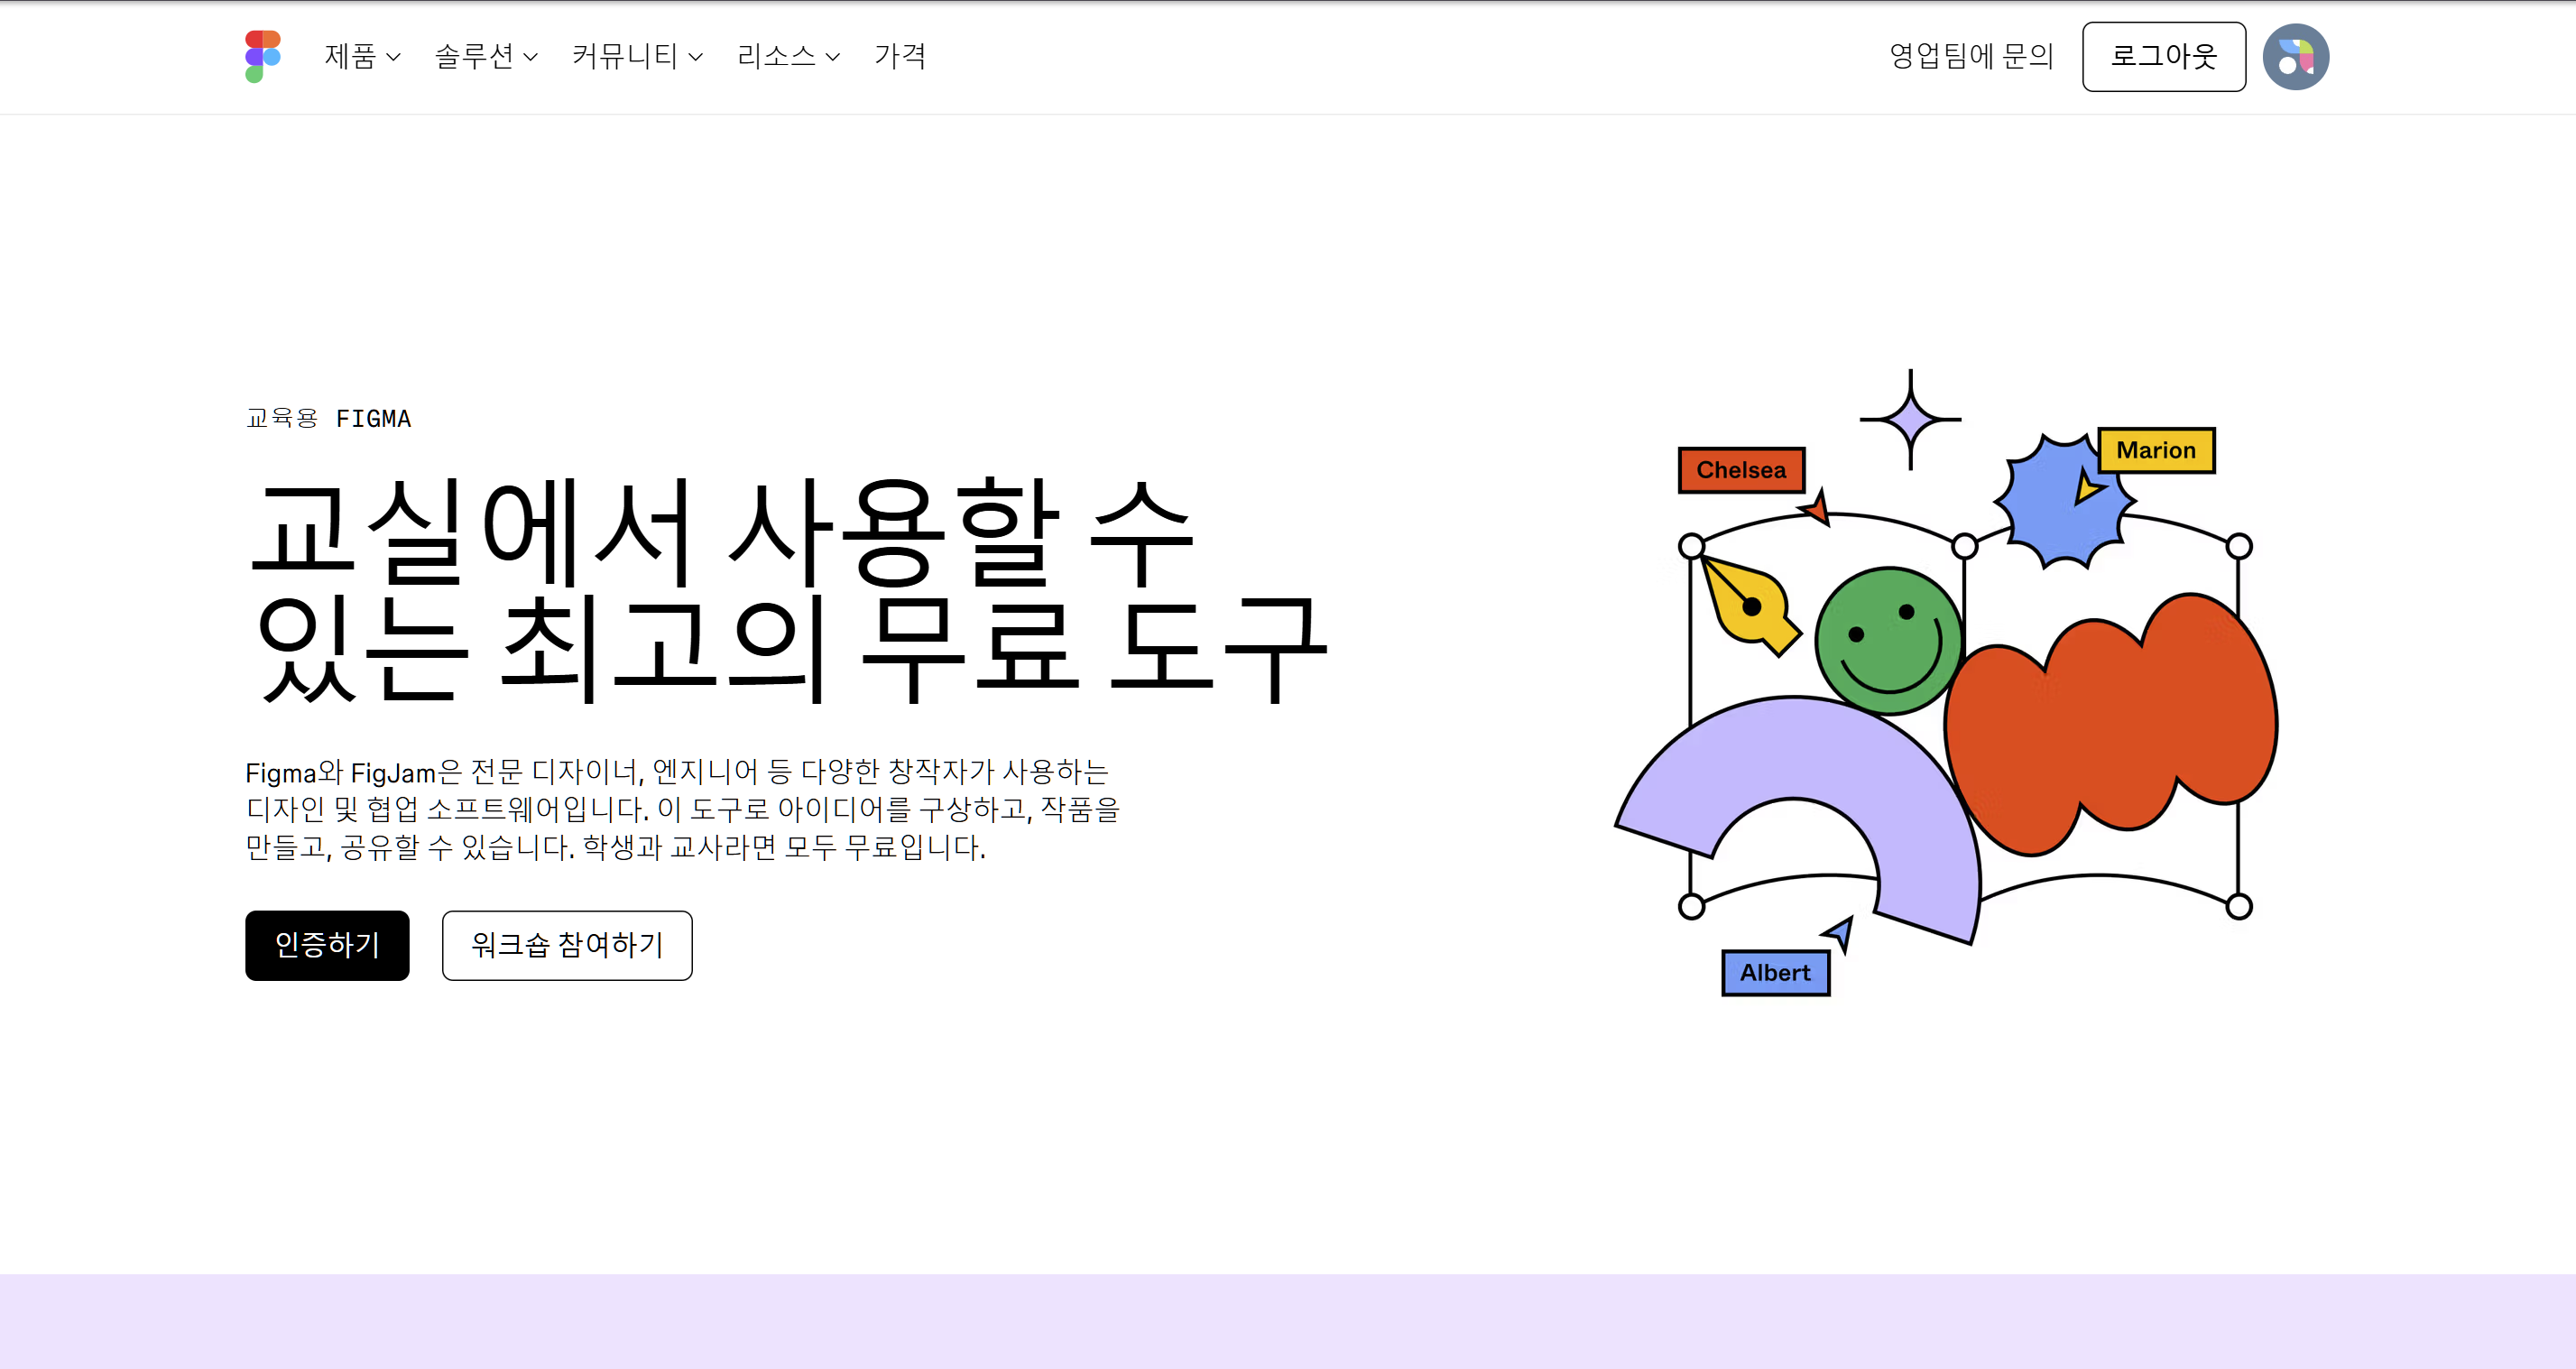 제품
솔루션
커뮤니티
리소스
가격
영업팀에 문의
로그아웃
교육용 FIGMA
교실에서 사용할 수
있는 최고의 무료 도구
Figma와 FigJam은 전문 디자이너, 엔지니어 등 다양한 창작자가 사용하는
디자인 및 협업 소프트웨어입니다. 이 도구로 아이디어를 구상하고, 작품을
만들고, 공유할 수 있습니다. 학생과 교사라면 모두 무료입니다.
인증하기
워크숍 참여하기
Chelsea
Marion
Albert